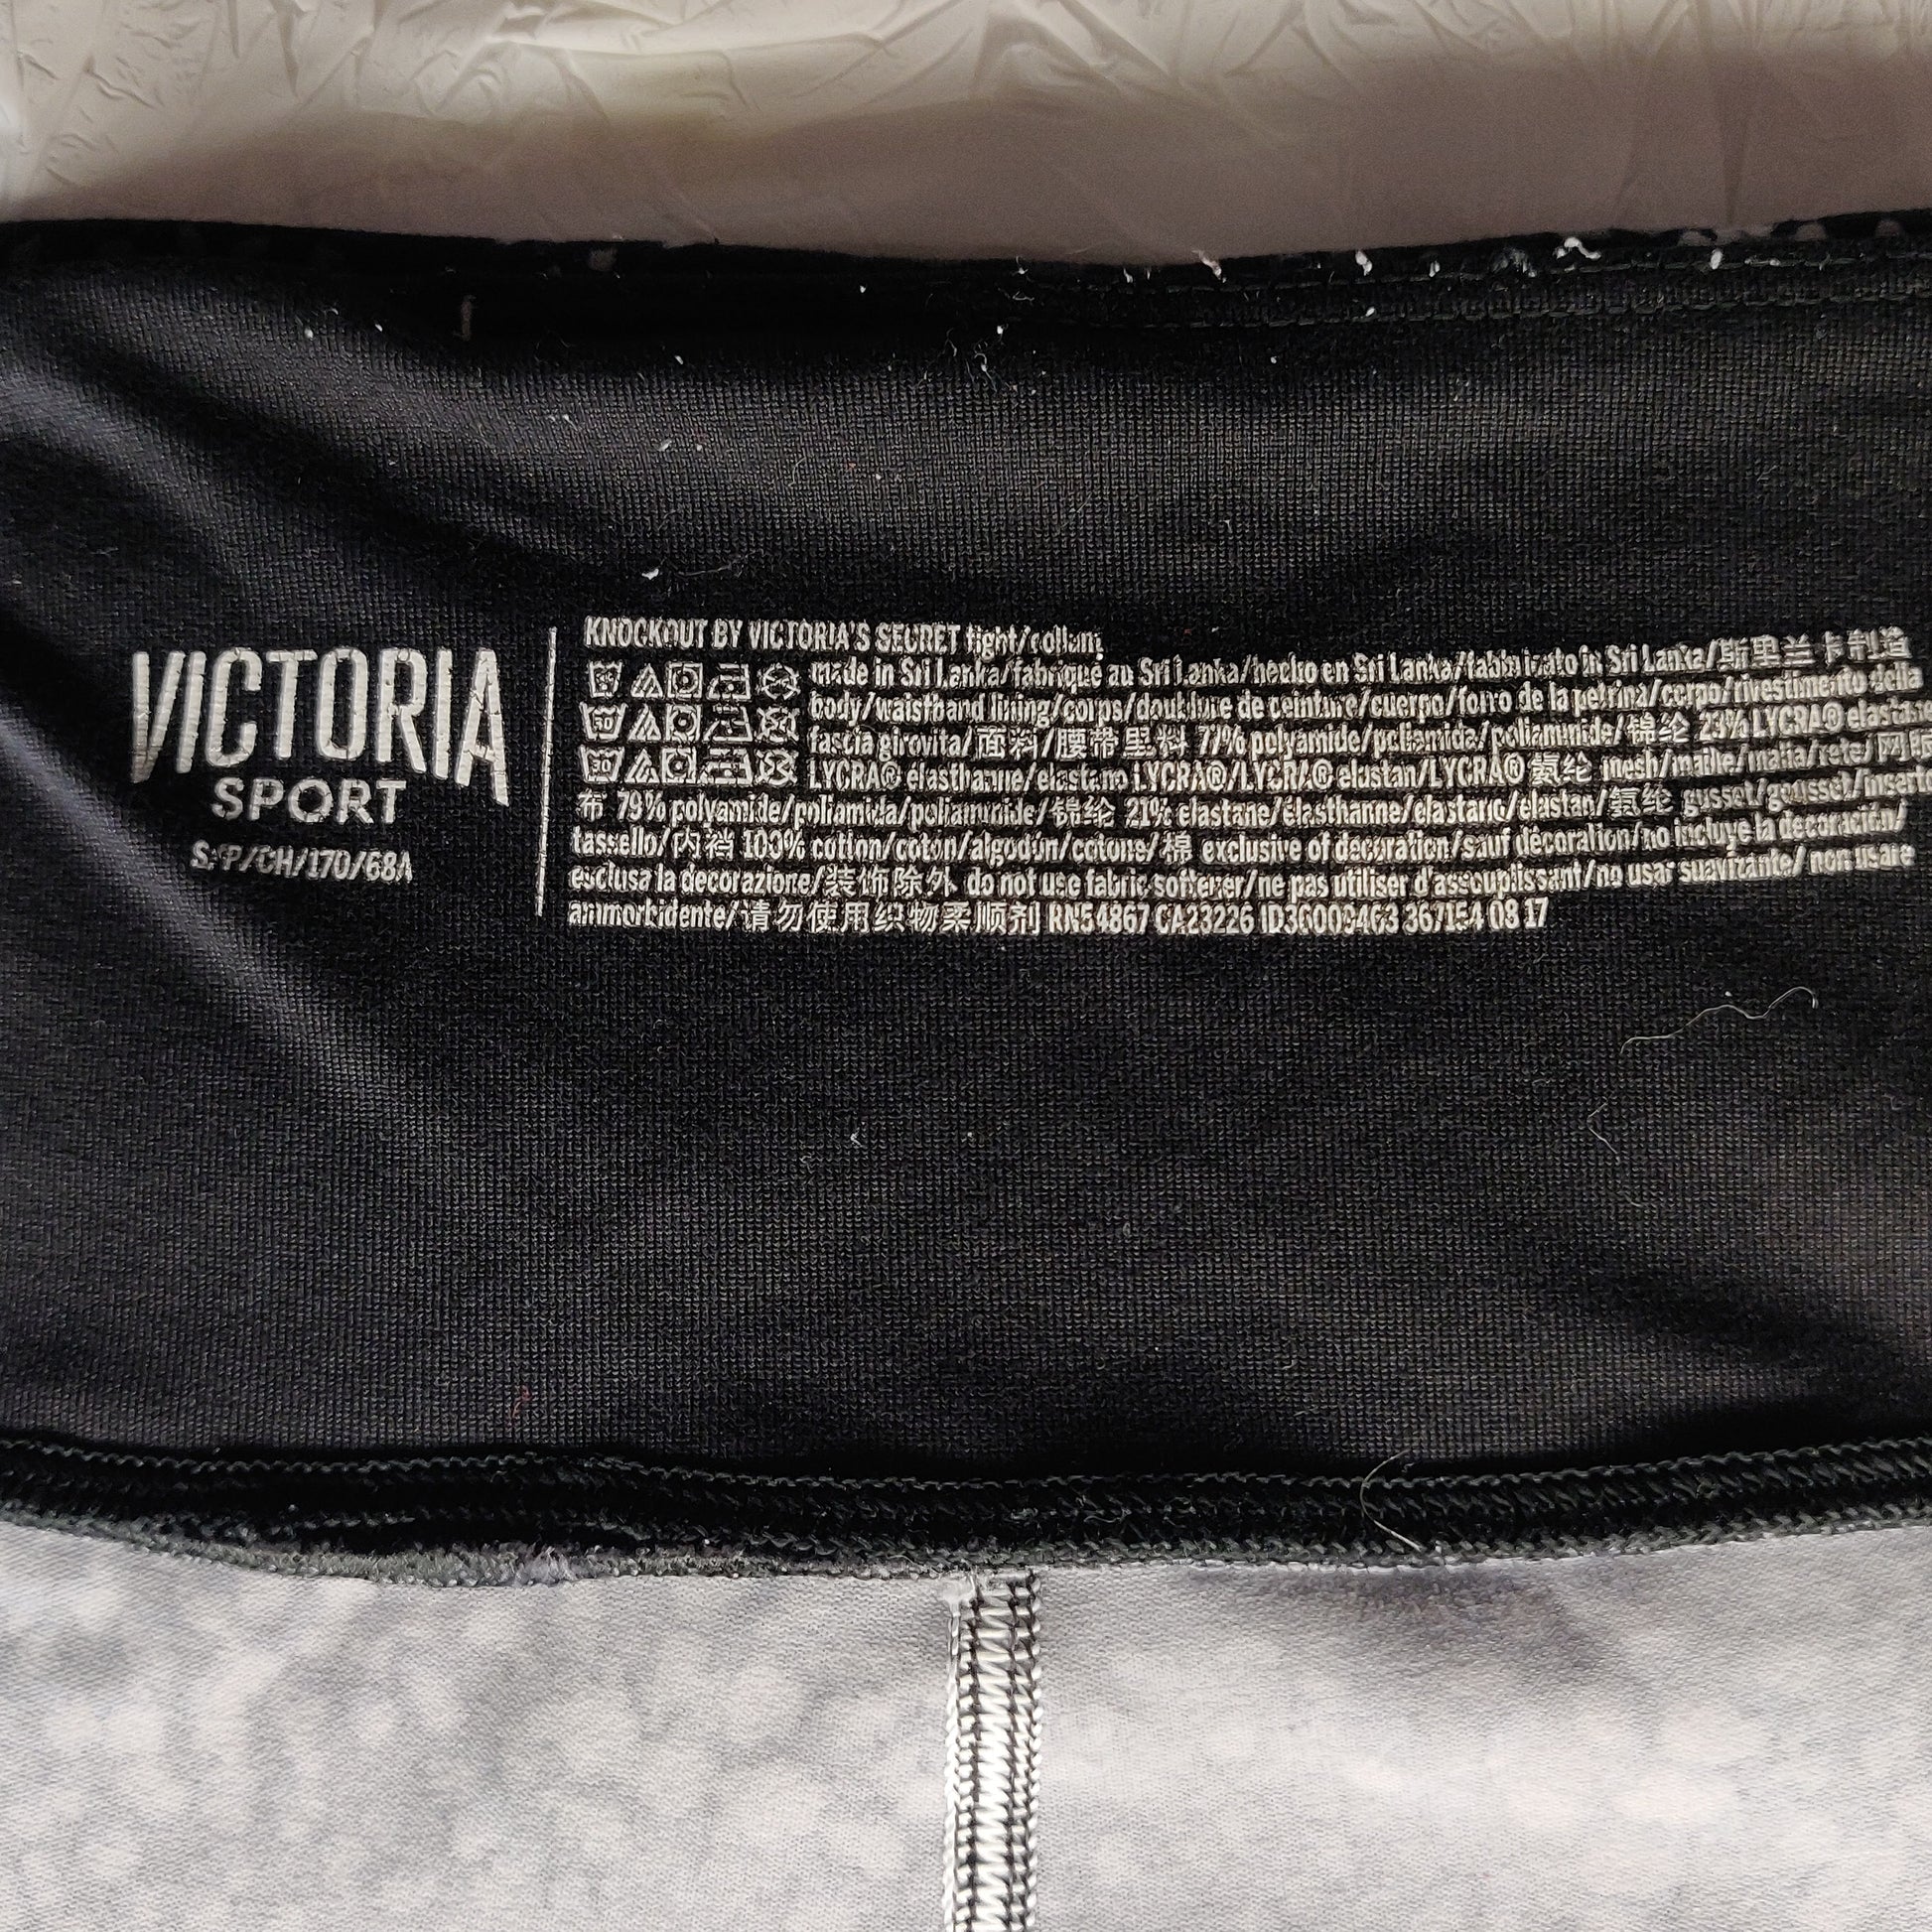 VICTORIA
SPORT
S/P/CH/170/68A
KNOCKOUT BY VICTORIA'S SECRET tight/collant
made in Sri Lanka/fabriqué au Sri Lanka/hecho en Sri Lanka/fabbricato in Sri Lanka/斯里兰卡制造
body/waistband lining/corps/doublure de ceinture/cuerpo/forro de la petrina/corpo/rivestimento della
fascia girovita/面料/腰带里料 77% polyamide/poliamida/poliammide/锦纶 23% LYCRA® elastane
LYCRA® élasthanne/elastano LYCRA®/LYCRA® elastan/LYCRA®氨纶 mesh/maille/malla/rete/网眼
布 79% polyamide/poliamida/poliammide/锦纶 21% elastane/élasthanne/elastano/elastan/氨纶 gusset/gousset/inserto
tassello/内裆 100% cotton/coton/algodón/cotone/棉 exclusive of decoration/sauf décoration/no incluye la decoración/
esclusa la decorazione/装饰除外 do not use fabric softener/ne pas utiliser d'assouplissant/no usar suavizante/non usare
ammorbidente/请勿使用织物柔顺剂 RN54867 CA23226 367154 08 17